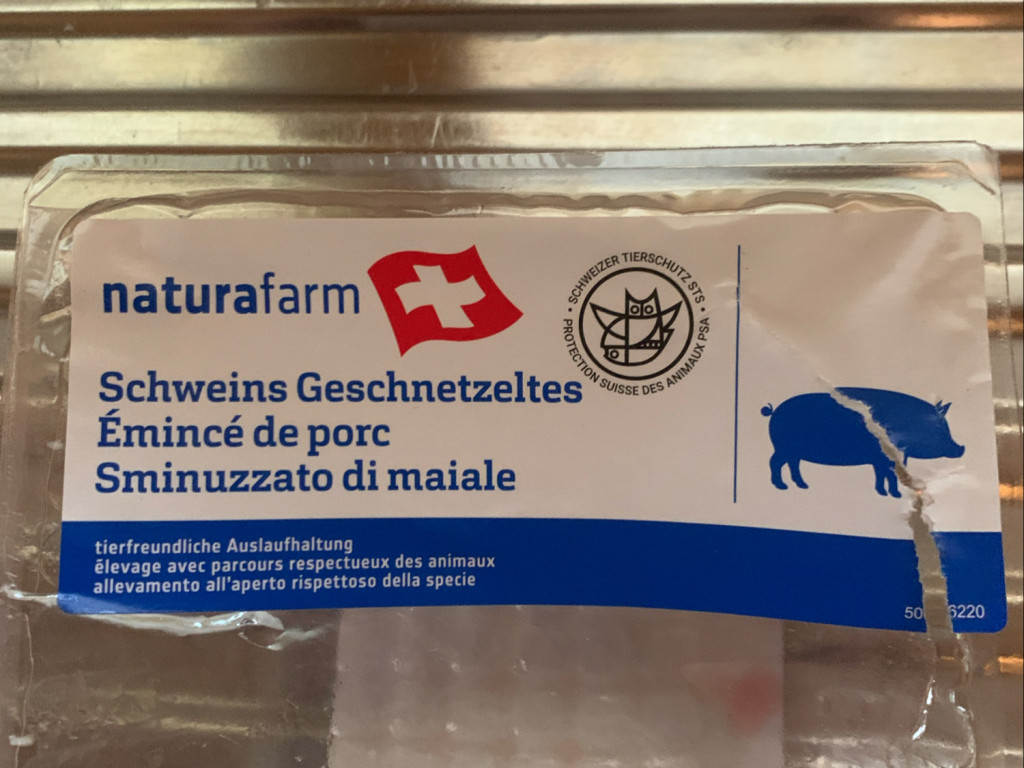 naturafarm
• SCHWEIZER TIERSCHUTZ STS •
PROTECTION SUISSE DES ANIMAUX PSA
Schweins Geschnetzeltes
Émincé de porc
Sminuzzato di maiale
tierfreundliche Auslaufhaltung
élevage avec parcours respectueux des animaux
allevamento all'aperto rispettoso della specie